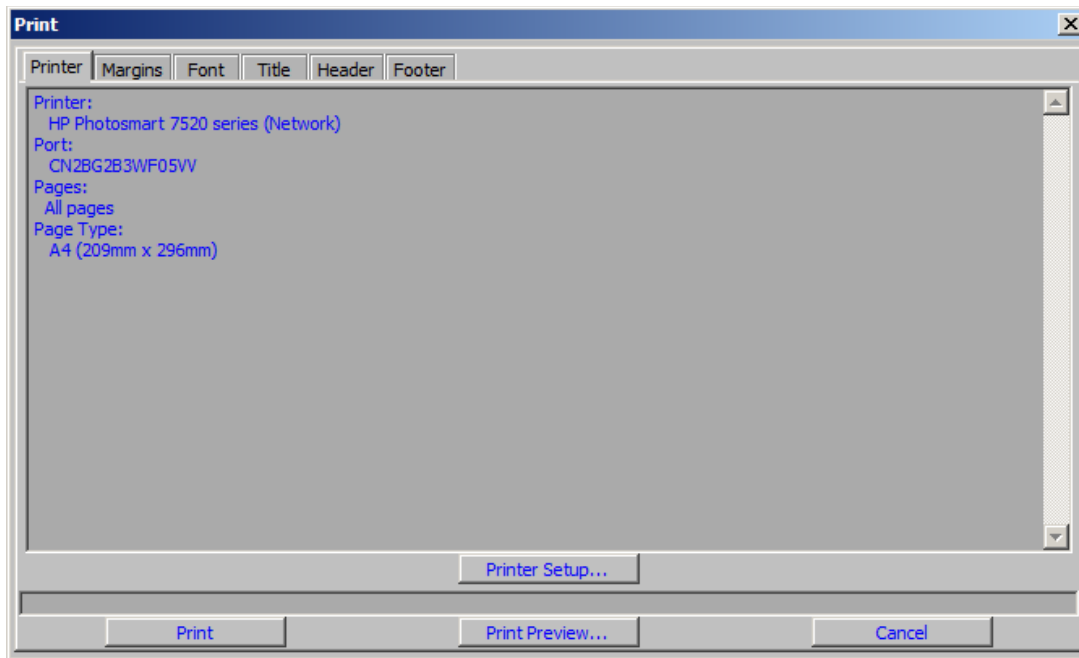 Print
Printer Margins Font Title Header Footer
Printer:
HP Photosmart 7520 series (Network)
Port:
CN2BG2B3WF05VV
Pages:
All pages
Page Type:
A4 (209mm x 296mm)
Printer Setup...
Print Print Preview... Cancel